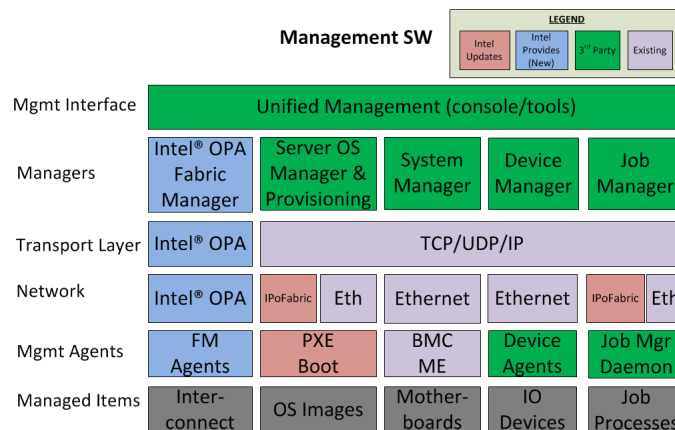 Management SW
LEGEND
Intel Updates
Intel Provides (New)
3rd Party
Existing
Mgmt Interface
Unified Management (console/tools)
Managers
Intel® OPA
Fabric
Manager
Server OS
Manager &
Provisioning
System
Manager
Device
Manager
Job
Manager
Transport Layer
Intel® OPA
TCP/UDP/IP
Network
Intel® OPA
IPoFabric
Eth
Ethernet
Ethernet
IPoFabric
Eth
Mgmt Agents
FM
Agents
PXE
Boot
BMC
ME
Device
Agents
Job Mgr
Daemon
Managed Items
Inter-
connect
OS Images
Mother-
boards
IO
Devices
Job
Processes